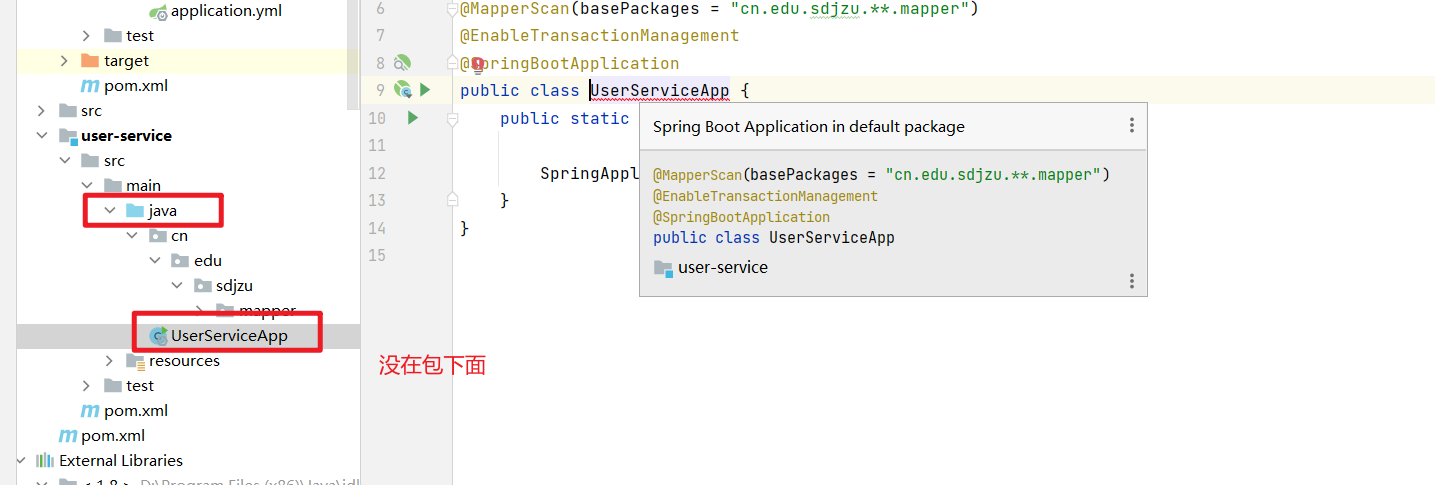 application.yml
test
target
pom.xml
src
user-service
src
main
java
cn
edu
sdjzu
mapper
UserServiceApp
resources
test
pom.xml
pom.xml
External Libraries
< 1.8 > D:\Program Files (x86)\Java\jdk
6 @MapperScan(basePackages = "cn.edu.sdjzu.**.mapper")
7 @EnableTransactionManagement
8 @SpringBootApplication
9 public class UserServiceApp {
10 public static
11
12 SpringAppl
13 }
14 }
15
Spring Boot Application in default package
@MapperScan(basePackages = "cn.edu.sdjzu.**.mapper")
@EnableTransactionManagement
@SpringBootApplication
public class UserServiceApp
user-service
没在包下面